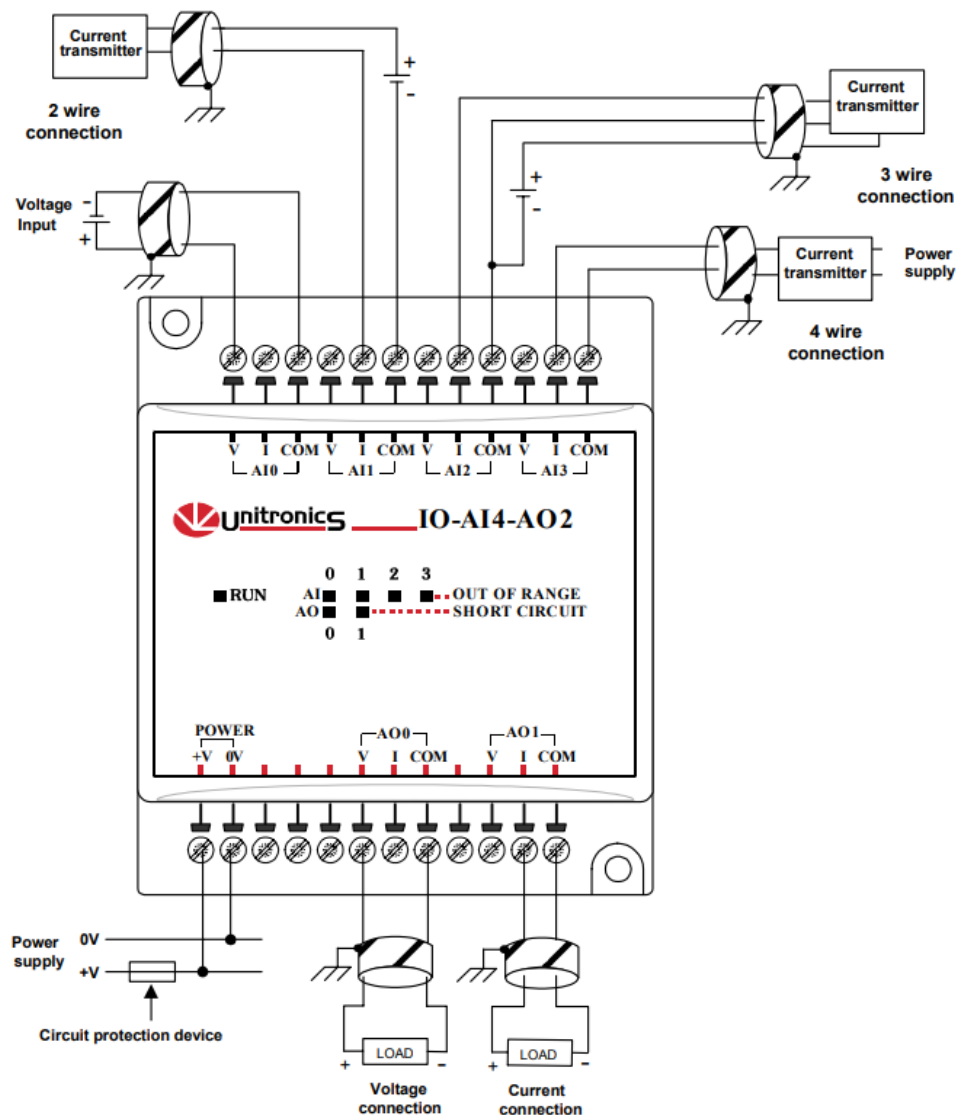 Current
transmitter
+
-
2 wire
connection
Current
transmitter
3 wire
connection
+
-
Voltage
Input
-
+
Current
transmitter
Power
supply
4 wire
connection
V I COM V I COM V I COM V I COM
AI0 AI1 AI2 AI3
UnitronicS IO-AI4-AO2
0 1 2 3
RUN AI OUT OF RANGE
AO SHORT CIRCUIT
0 1
POWER AO0 AO1
+V 0V V I COM V I COM
Power
supply
0V
+V
Circuit protection device
+ LOAD -
Voltage
connection
+ LOAD -
Current
connection